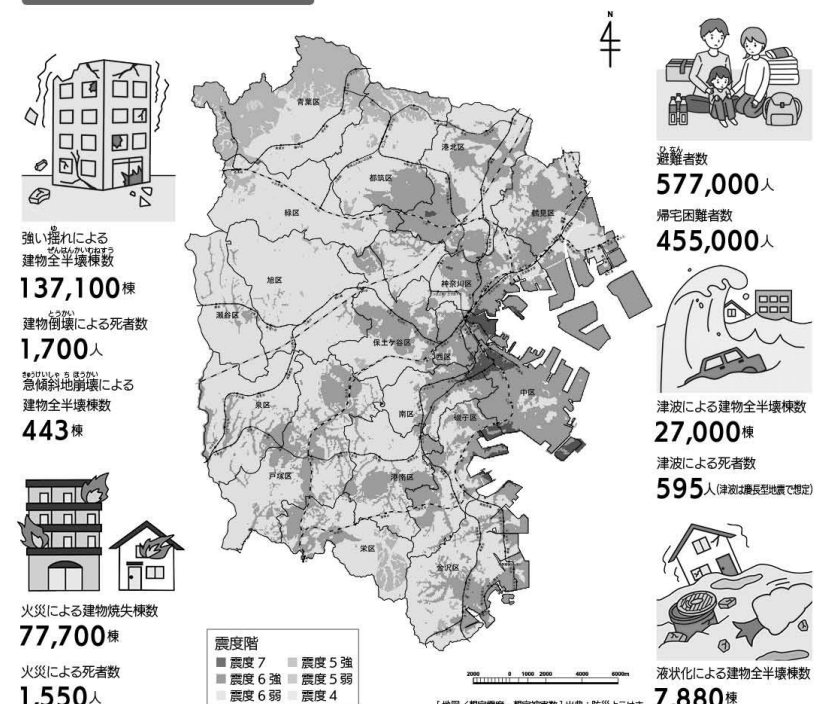 N
強い揺れによる
建物全半壊棟数
137,100棟
建物倒壊による死者数
1,700人
急傾斜地崩壊による
建物全半壊棟数
443棟
火災による建物焼失棟数
77,700棟
火災による死者数
1,550人
青葉区
港北区
都筑区
鶴見区
緑区
旭区
神奈川区
瀬谷区
保土ケ谷区
西区
中区
泉区
南区
磯子区
戸塚区
港南区
栄区
金沢区
震度階
震度7 震度5強
震度6強 震度5弱
震度6弱 震度4
2000 0 2000 4000 6000m
避難者数
577,000人
帰宅困難者数
455,000人
津波による建物全半壊棟数
27,000棟
津波による死者数
595人(津波は慶長型地震で想定)
液状化による建物全半壊棟数
7,880棟